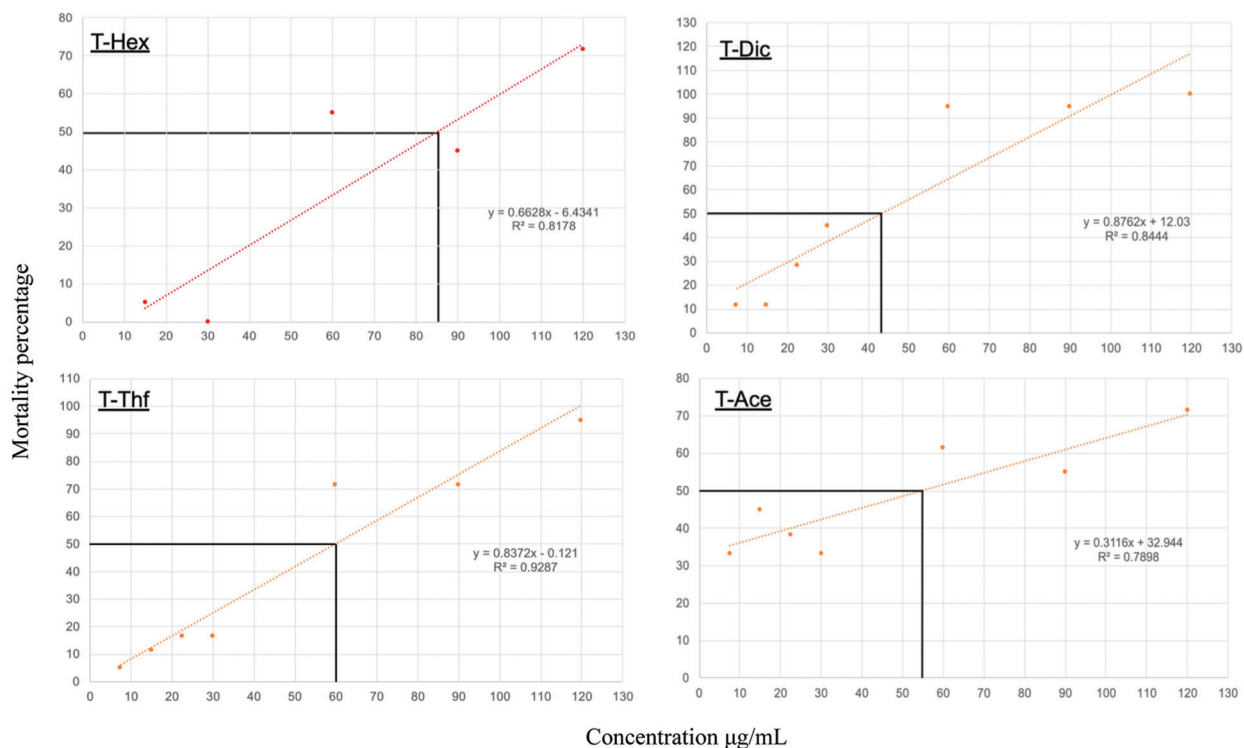 T-Hex
80
70
60
50
40
30
20
10
0
0 10 20 30 40 50 60 70 80 90 100 110 120 130
y = 0.6628x - 6.4341
R² = 0.8178
T-Dic
130
120
110
100
90
80
70
60
50
40
30
20
10
0
0 10 20 30 40 50 60 70 80 90 100 110 120 130
y = 0.8762x + 12.03
R² = 0.8444
T-Thf
110
100
90
80
70
60
50
40
30
20
10
0
0 10 20 30 40 50 60 70 80 90 100 110 120 130
y = 0.8372x - 0.121
R² = 0.9287
T-Ace
80
70
60
50
40
30
20
10
0
0 10 20 30 40 50 60 70 80 90 100 110 120 130
y = 0.3116x + 32.944
R² = 0.7898
Mortality percentage
Concentration μg/mL